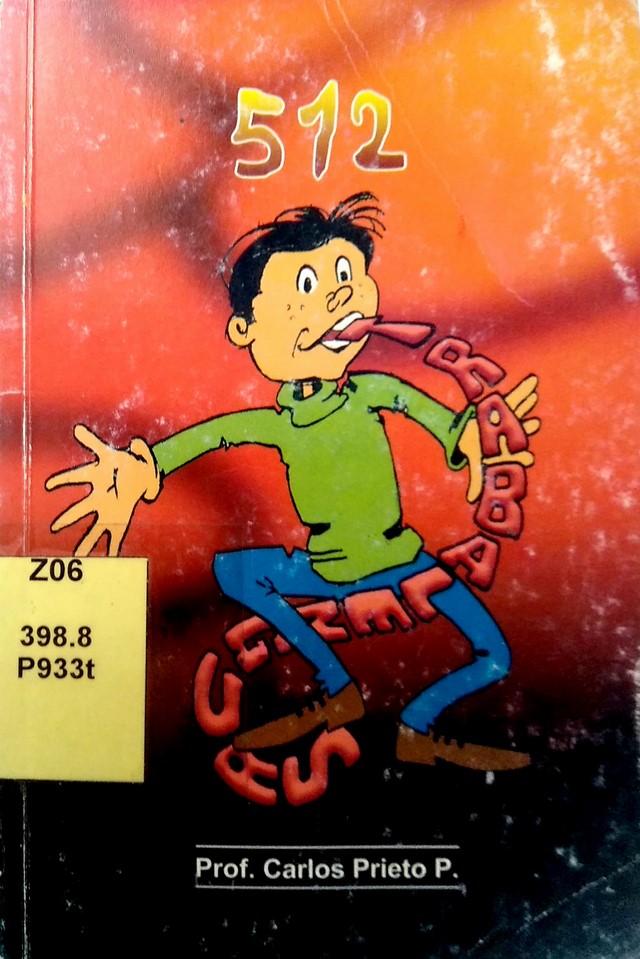 512
TRABALENGUAS
Z06
398.8
P933t
Prof. Carlos Prieto P.